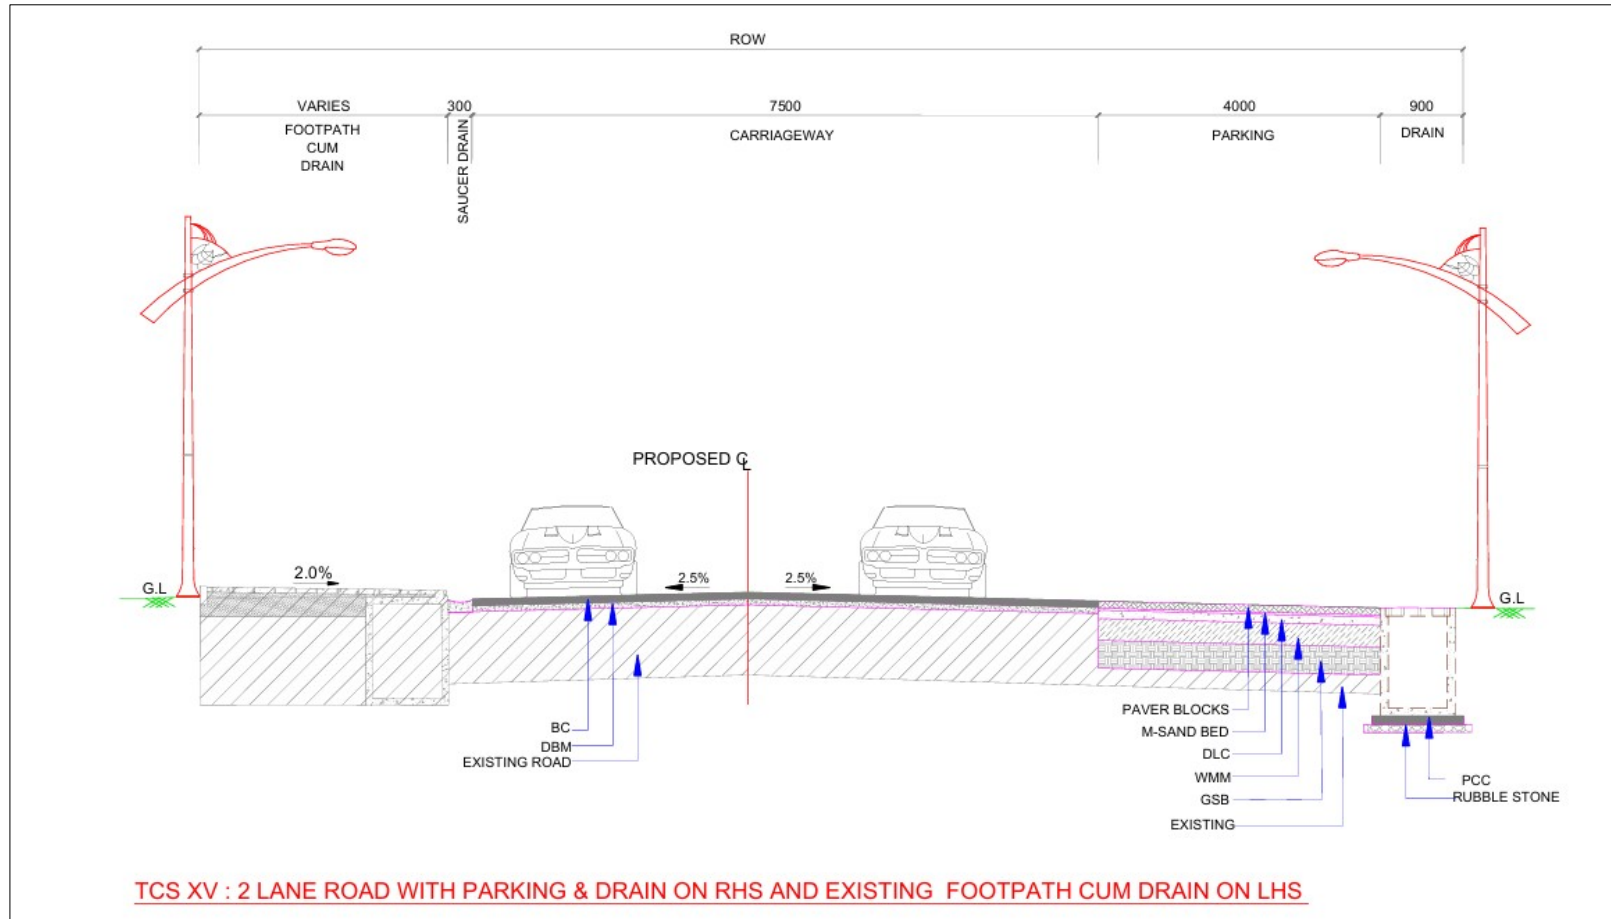 ROW
VARIES
300
7500
4000
900
FOOTPATH
CUM
DRAIN
SAUCER DRAIN
CARRIAGEWAY
PARKING
DRAIN
PROPOSED ℄
2.0%
2.5%
2.5%
G.L
G.L
BC
DBM
EXISTING ROAD
PAVER BLOCKS
M-SAND BED
DLC
WMM
GSB
EXISTING
PCC
RUBBLE STONE
TCS XV : 2 LANE ROAD WITH PARKING & DRAIN ON RHS AND EXISTING FOOTPATH CUM DRAIN ON LHS